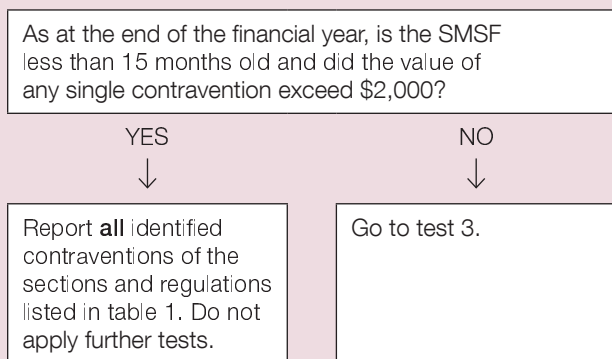 As at the end of the financial year, is the SMSF
less than 15 months old and did the value of
any single contravention exceed $2,000?
YES
NO
Report all identified
contraventions of the
sections and regulations
listed in table 1. Do not
apply further tests.
Go to test 3.